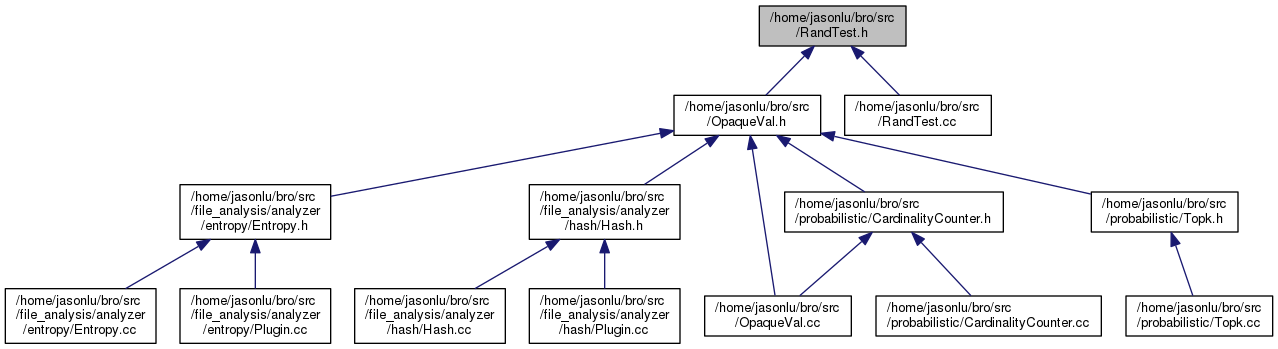 /home/jasonlu/bro/src
/RandTest.h
/home/jasonlu/bro/src
/OpaqueVal.h
/home/jasonlu/bro/src
/RandTest.cc
/home/jasonlu/bro/src
/file_analysis/analyzer
/entropy/Entropy.h
/home/jasonlu/bro/src
/file_analysis/analyzer
/hash/Hash.h
/home/jasonlu/bro/src
/probabilistic/CardinalityCounter.h
/home/jasonlu/bro/src
/probabilistic/Topk.h
/home/jasonlu/bro/src
/file_analysis/analyzer
/entropy/Entropy.cc
/home/jasonlu/bro/src
/file_analysis/analyzer
/entropy/Plugin.cc
/home/jasonlu/bro/src
/file_analysis/analyzer
/hash/Hash.cc
/home/jasonlu/bro/src
/file_analysis/analyzer
/hash/Plugin.cc
/home/jasonlu/bro/src
/OpaqueVal.cc
/home/jasonlu/bro/src
/probabilistic/CardinalityCounter.cc
/home/jasonlu/bro/src
/probabilistic/Topk.cc